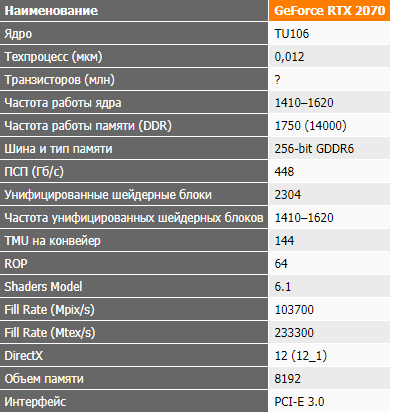 Наименование GeForce RTX 2070
Ядро TU106
Техпроцесс (мкм) 0,012
Транзисторов (млн) ?
Частота работы ядра 1410–1620
Частота работы памяти (DDR) 1750 (14000)
Шина и тип памяти 256-bit GDDR6
ПСП (Гб/с) 448
Унифицированные шейдерные блоки 2304
Частота унифицированных шейдерных блоков 1410–1620
TMU на конвейер 144
ROP 64
Shaders Model 6.1
Fill Rate (Mpix/s) 103700
Fill Rate (Mtex/s) 233300
DirectX 12 (12_1)
Объем памяти 8192
Интерфейс PCI-E 3.0